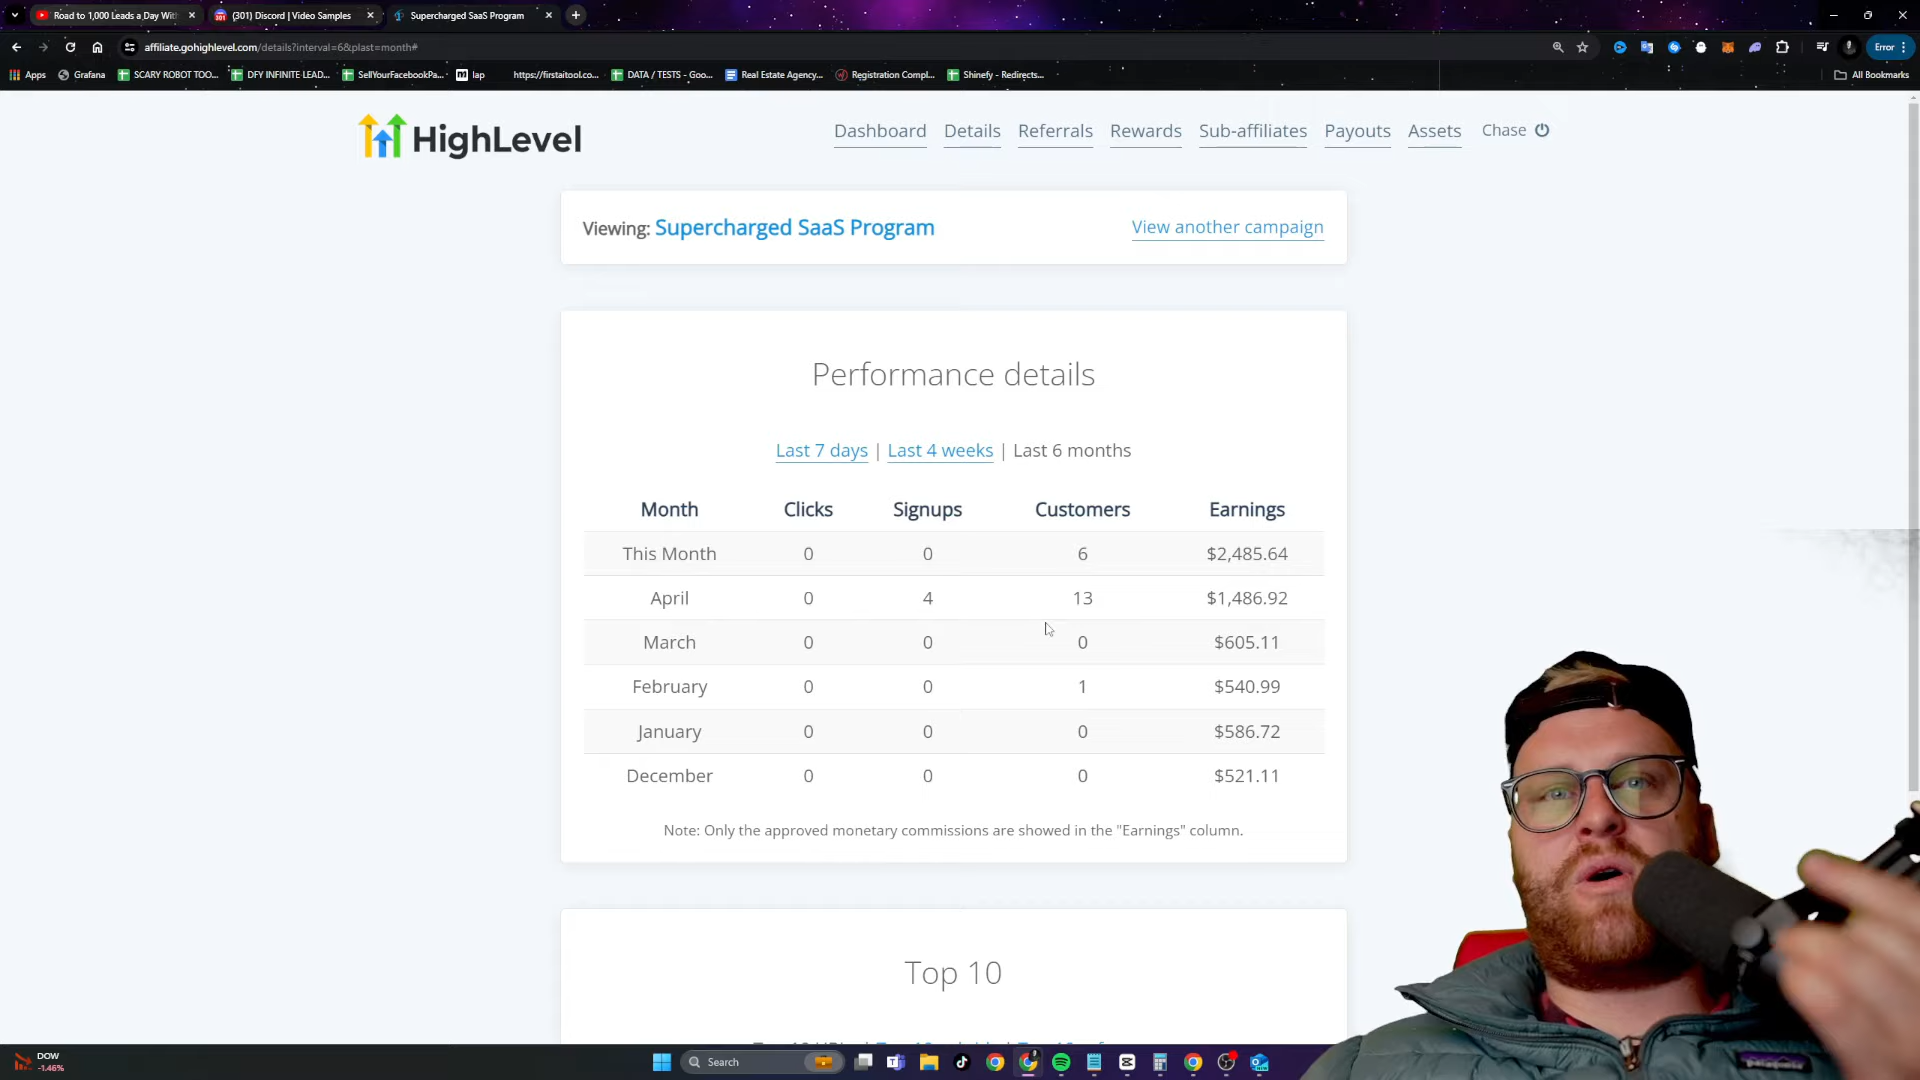 Road to 1,000 Leads a Day Wit
(301) Discord | Video Samples
Supercharged SaaS Program
affiliate.gohighlevel.com/details?interval=6&plast=month#
Error
Apps
Grafana
SCARY ROBOT TOO...
DFY INFINITE LEAD...
SellYourFacebookPa...
lap
https://firstaitool.co...
DATA / TESTS - Goo...
Real Estate Agency...
Registration Compl...
Shinefy - Redirects...
All Bookmarks
HighLevel
Dashboard
Details
Referrals
Rewards
Sub-affiliates
Payouts
Assets
Chase
Viewing: Supercharged SaaS Program
View another campaign
Performance details
Last 7 days | Last 4 weeks | Last 6 months
Month Clicks Signups Customers Earnings
This Month 0 0 6 $2,485.64
April 0 4 13 $1,486.92
March 0 0 0 $605.11
February 0 0 1 $540.99
January 0 0 0 $586.72
December 0 0 0 $521.11
Note: Only the approved monetary commissions are showed in the "Earnings" column.
Top 10
DOW
-1.46%
Search